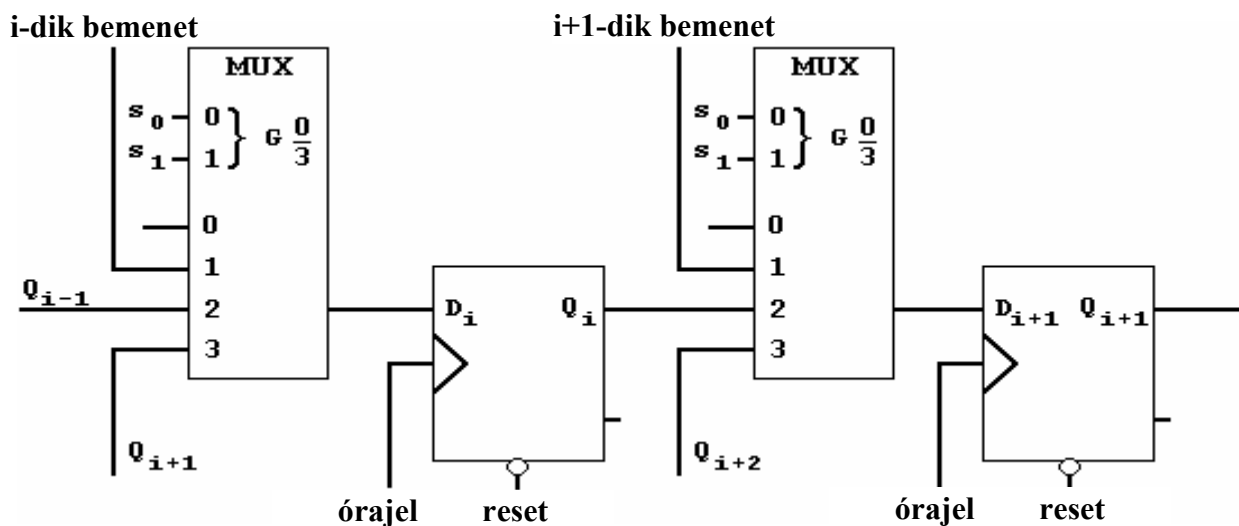 i-dik bemenet
i+1-dik bemenet
MUX
MUX
s0
0
} G 0/3
s1
1
s0
0
} G 0/3
s1
1
0
0
1
1
Qi-1
2
Di
Qi
2
Di+1
Qi+1
3
3
Qi+1
Qi+2
órajel
reset
órajel
reset